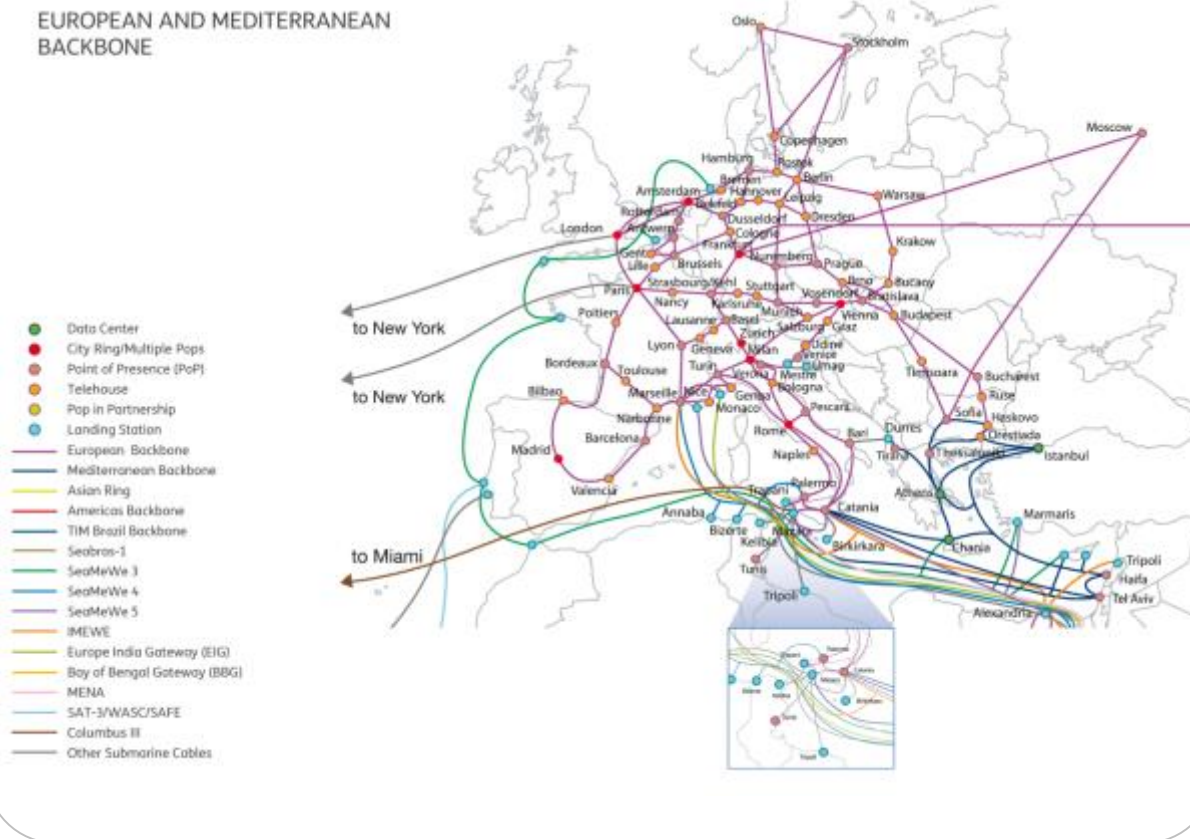 EUROPEAN AND MEDITERRANEAN
BACKBONE
Oslo
Stockholm
Moscow
Copenhagen
Hamburg
Rostok
Bremen
Berlin
Amsterdam
Hannover
Leipzig
Warsaw
Rotterdam
Dusseldorf
Dresden
London
Antwerp
Cologne
Krakow
Frankfurt
Gent
Nuremberg
Prague
Lille
Brussels
Strasbourg/Kehl
Stuttgart
Brno
Bucany
Paris
Nancy
Karlsruhe
Vosendorf
Bratislava
to New York
Poitiers
Munich
Vienna
Budapest
Lausanne
Basel
Salzburg
Graz
Zurich
Lyon
Geneva
Milan
Udine
Venice
Bordeaux
Turin
Umag
Toulouse
Verona
Mestre
Timisoara
Bucharest
to New York
Bilbao
Marseille
Nice
Genoa
Bologna
Ruse
Narbonne
Monaco
Pescara
Sofia
Haskovo
Barcelona
Rome
Bari
Durres
Orestiada
Madrid
Naples
Tirana
Thessaloniki
Istanbul
Valencia
Trapani
Palermo
Athens
Annaba
Catania
Marmaris
Bizerte
Mazara
Kelibia
Birkirkara
Chania
to Miami
Tunis
Tripoli
Haifa
Tripoli
Tel Aviv
Alexandria
Data Center
City Ring/Multiple Pops
Point of Presence (PoP)
Telehouse
Pop in Partnership
Landing Station
European Backbone
Mediterranean Backbone
Asian Ring
Americas Backbone
TIM Brazil Backbone
Seabras-1
SeaMeWe 3
SeaMeWe 4
SeaMeWe 5
IMEWE
Europe India Gateway (EIG)
Bay of Bengal Gateway (BBG)
MENA
SAT-3/WASC/SAFE
Columbus III
Other Submarine Cables